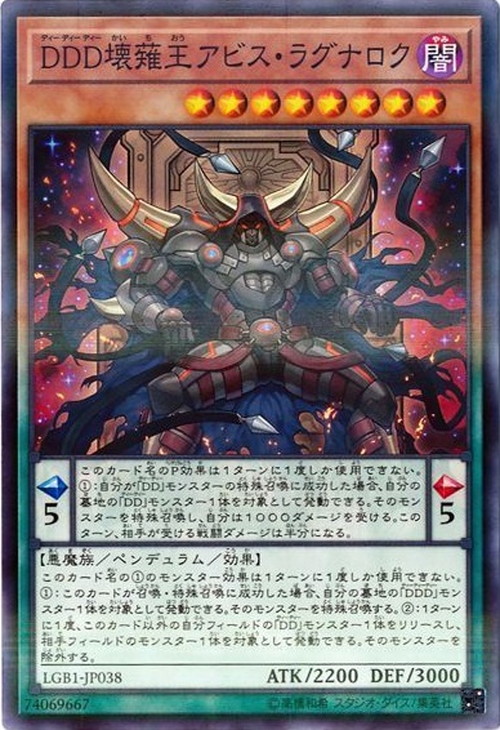 ディーディーディー かい ち おう
DDD壊薙王アビス・ラグナロク
やみ
闇
このカード名のP効果は1ターンに1度しか使用できない。
①:自分が「DD」モンスターの特殊召喚に成功した場合、自分の
墓地の「DD」モンスター1体を対象として発動できる。そのモンスター
を特殊召喚し、自分は1000ダメージを受ける。このター
ン、相手が受ける戦闘ダメージは半分になる。
5
5
【悪魔族/ペンデュラム/効果】
このカード名の①のモンスター効果は1ターンに1度しか使用できない。
①:このカードが召喚・特殊召喚に成功した場合、自分の墓地の「DDD」モン
スター1体を対象として発動できる。そのモンスターを特殊召喚する。②:1ターン
に1度、このカード以外の自分フィールドの「DD」モンスター1体をリリースし、
相手フィールドのモンスター1体を対象として発動できる。そのモンスターを
除外する。
LGB1-JP038
ATK/2200 DEF/3000
74069667
©高橋和希 スタジオ・ダイス/集英社